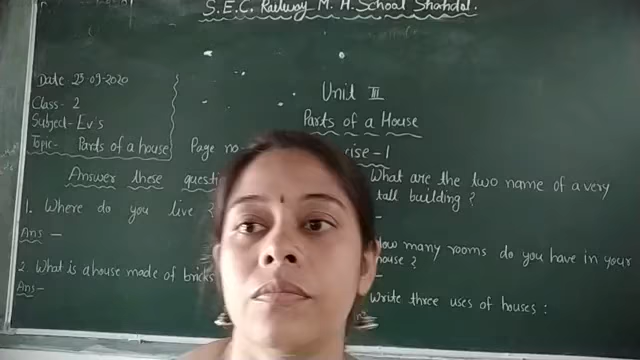 S.E.C. Railway M. H. School Shahdol.
Date 25-09-2020
Class- 2
Subject- Ev's
Topic- Parts of a house
Unit III
Parts of a House
Page no-
cise-1
Answer these questi
1. Where do you live ?
Ans -
2. What is a house made of bricks
Ans-
What are the two name of a very
tall building ?
-
How many rooms do you have in your
house ?
-
Write three uses of houses :